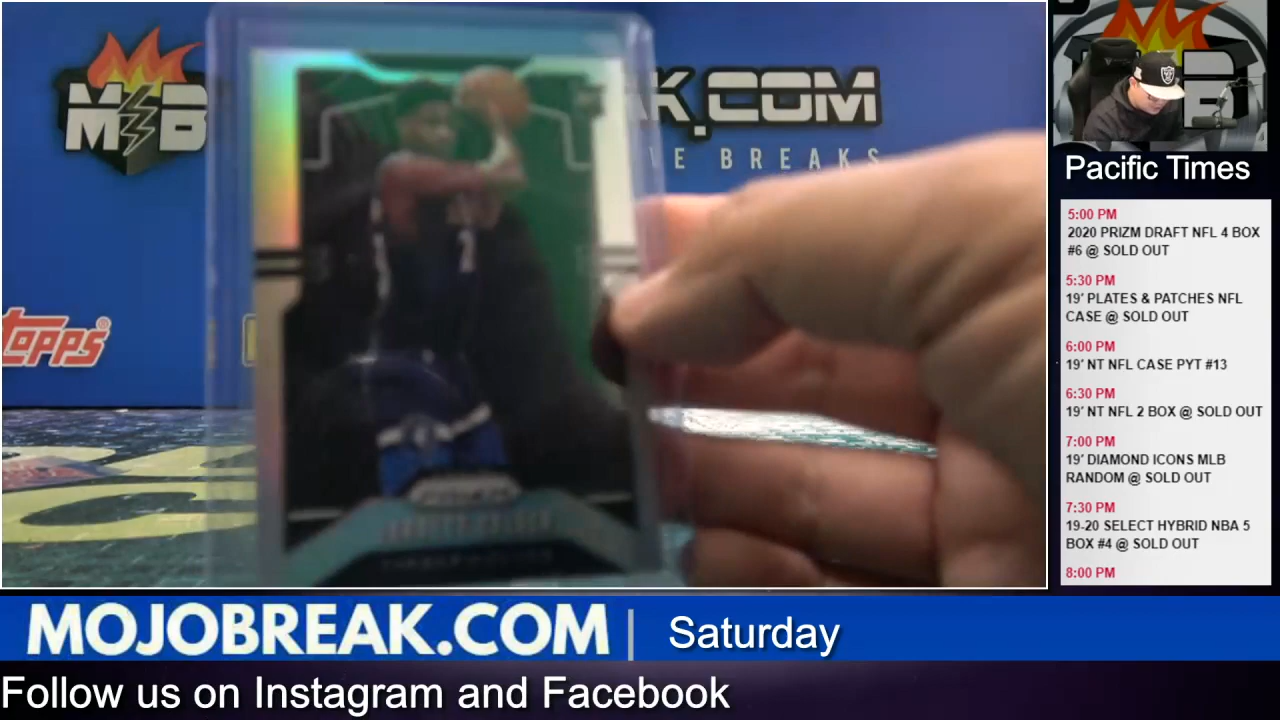 MB
K.COM
E BREAKS
TOPPS
2
PRIZM
Pacific Times
5:00 PM
2020 PRIZM DRAFT NFL 4 BOX
#6 @ SOLD OUT
5:30 PM
19' PLATES & PATCHES NFL
CASE @ SOLD OUT
6:00 PM
19' NT NFL CASE PYT #13
6:30 PM
19' NT NFL 2 BOX @ SOLD OUT
7:00 PM
19' DIAMOND ICONS MLB
RANDOM @ SOLD OUT
7:30 PM
19-20 SELECT HYBRID NBA 5
BOX #4 @ SOLD OUT
8:00 PM
MOJOBREAK.COM | Saturday
Follow us on Instagram and Facebook